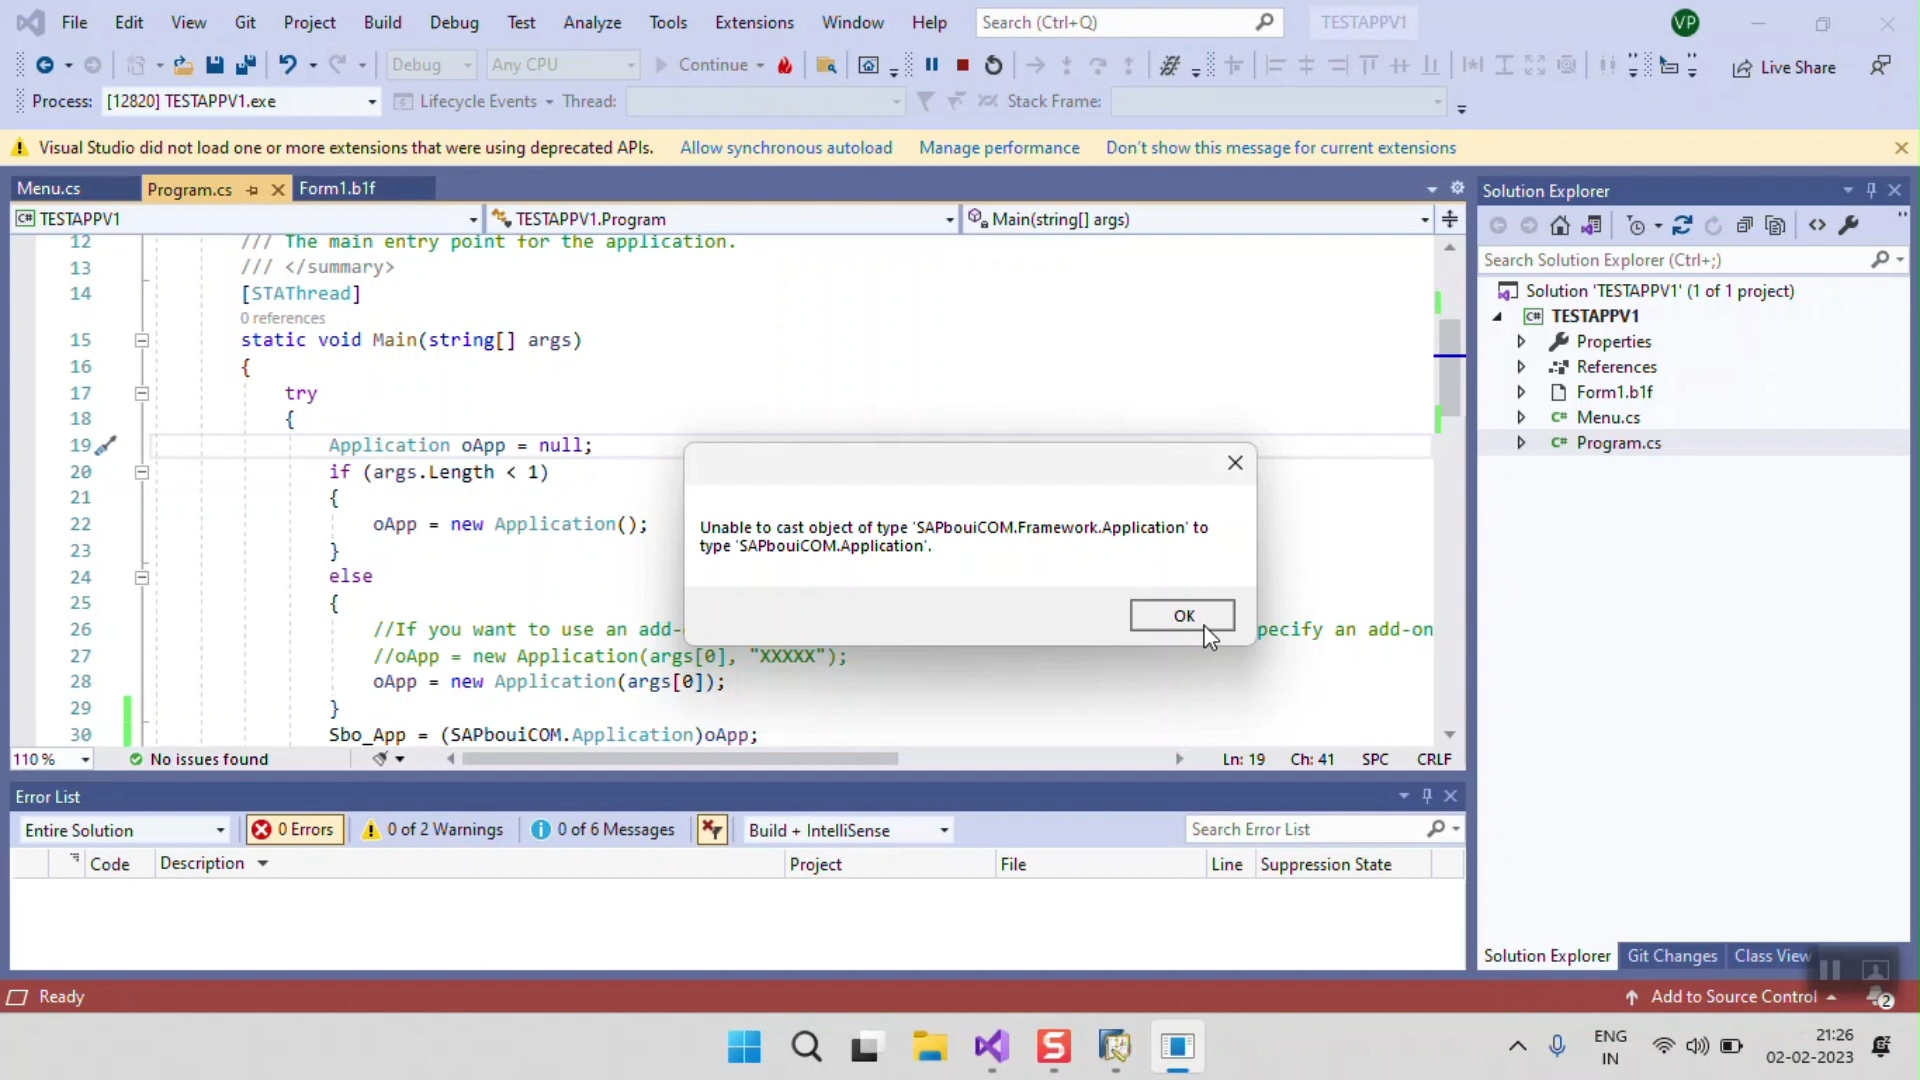 File Edit View Git Project Build Debug Test Analyze Tools Extensions Window Help Search (Ctrl+Q) TESTAPPV1 VP
Debug Any CPU Continue Live Share
Process: [12820] TESTAPPV1.exe Lifecycle Events Thread: Stack Frame:
Visual Studio did not load one or more extensions that were using deprecated APIs. Allow synchronous autoload Manage performance Don't show this message for current extensions
Menu.cs Program.cs Form1.b1f
TESTAPPV1 TESTAPPV1.Program Main(string[] args)
12 /// The main entry point for the application.
13 /// </summary>
14 [STAThread]
0 references
15 static void Main(string[] args)
16 {
17 try
18 {
19 Application oApp = null;
20 if (args.Length < 1)
21 {
22 oApp = new Application();
23 }
24 else
25 {
26 //If you want to use an add- pecify an add-on
27 //oApp = new Application(args[0], "XXXXX");
28 oApp = new Application(args[0]);
29 }
30 Sbo_App = (SAPbouiCOM.Application)oApp;
Unable to cast object of type 'SAPbouiCOM.Framework.Application' to
type 'SAPbouiCOM.Application'.
OK
110 % No issues found Ln: 19 Ch: 41 SPC CRLF
Solution Explorer
Search Solution Explorer (Ctrl+;)
Solution 'TESTAPPV1' (1 of 1 project)
TESTAPPV1
Properties
References
Form1.b1f
Menu.cs
Program.cs
Error List
Entire Solution 0 Errors 0 of 2 Warnings 0 of 6 Messages Build + IntelliSense Search Error List
Code Description Project File Line Suppression State
Solution Explorer Git Changes Class View
Ready Add to Source Control 2
ENG
IN
21:26
02-02-2023